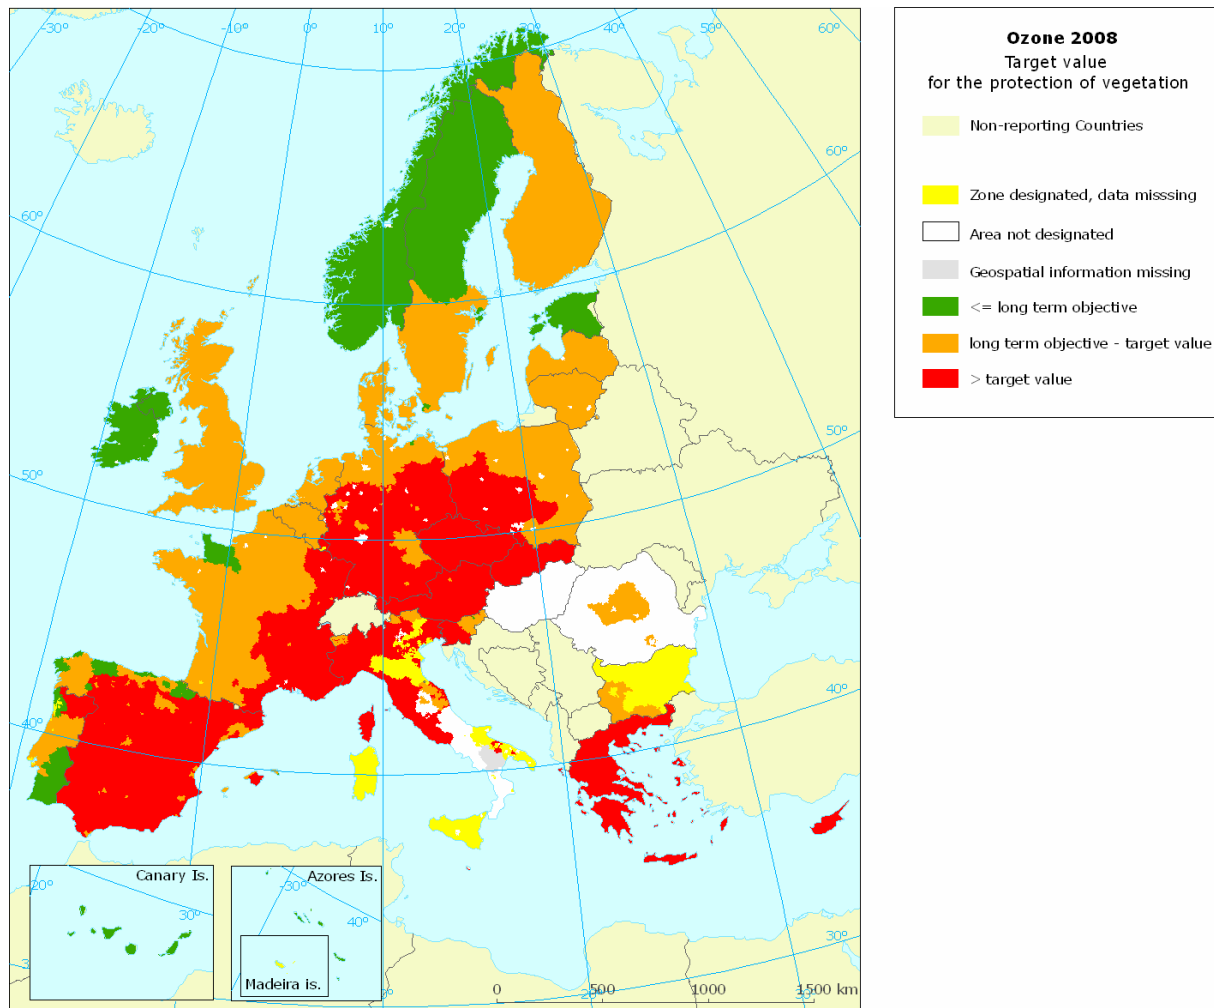 -30° -20° -10° 0° 10° 20° 30° 40° 50° 60°
60°
60°
50°
50°
40°
40°
30°
Canary Is.
-20°
30°
Azores Is.
-30°
40°
Madeira is.
0 500 1000 1500 km
Ozone 2008
Target value
for the protection of vegetation
Non-reporting Countries
Zone designated, data misssing
Area not designated
Geospatial information missing
<= long term objective
long term objective - target value
> target value